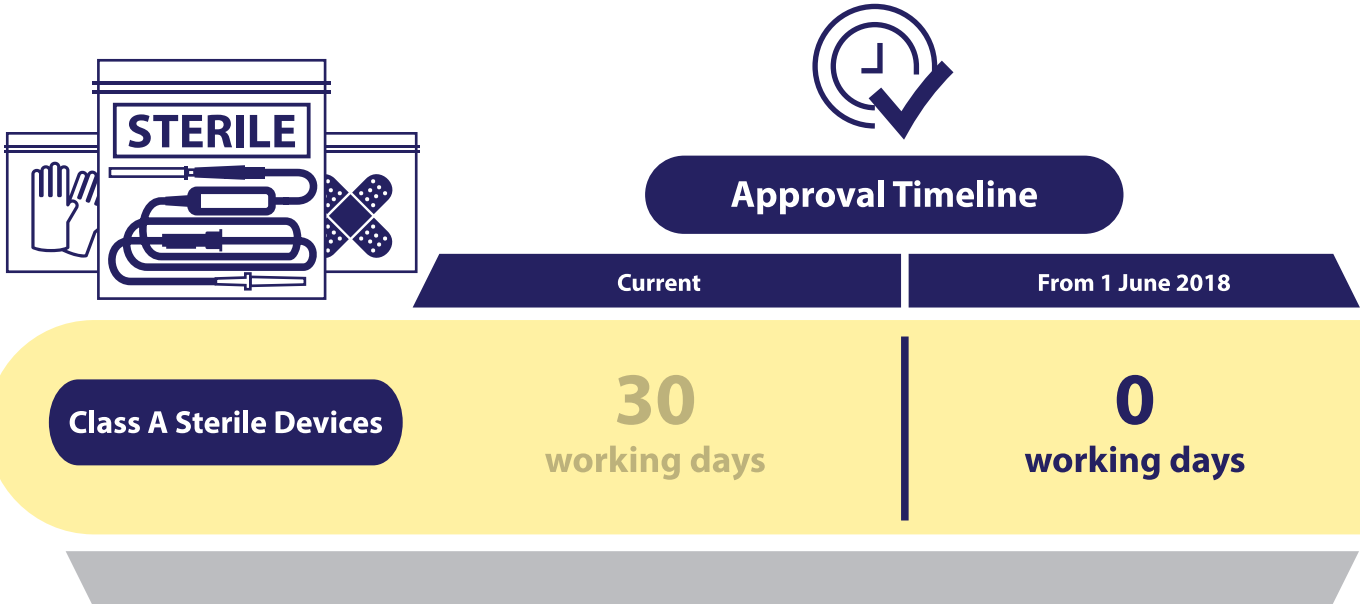 STERILE
Approval Timeline
Current
From 1 June 2018
Class A Sterile Devices
30
working days
0
working days